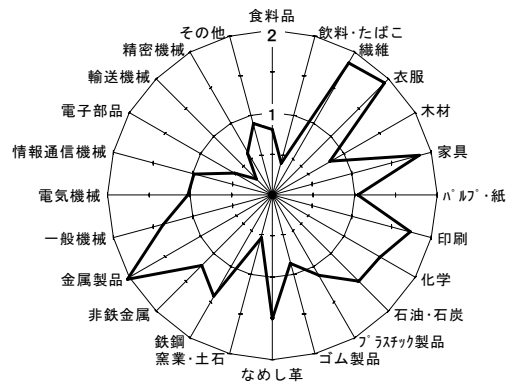 食料品
飲料･たばこ
繊維
衣服
木材
家具
ﾊﾟﾙﾌﾟ･紙
印刷
化学
石油･石炭
ﾌﾟﾗｽﾁｯｸ製品
ゴム製品
なめし革
窯業･土石
鉄鋼
非鉄金属
金属製品
一般機械
電気機械
情報通信機械
電子部品
輸送機械
精密機械
その他
2
1